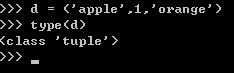 >>> d = ('apple',1,'orange')
>>> type(d)
<class 'tuple'>
>>> _